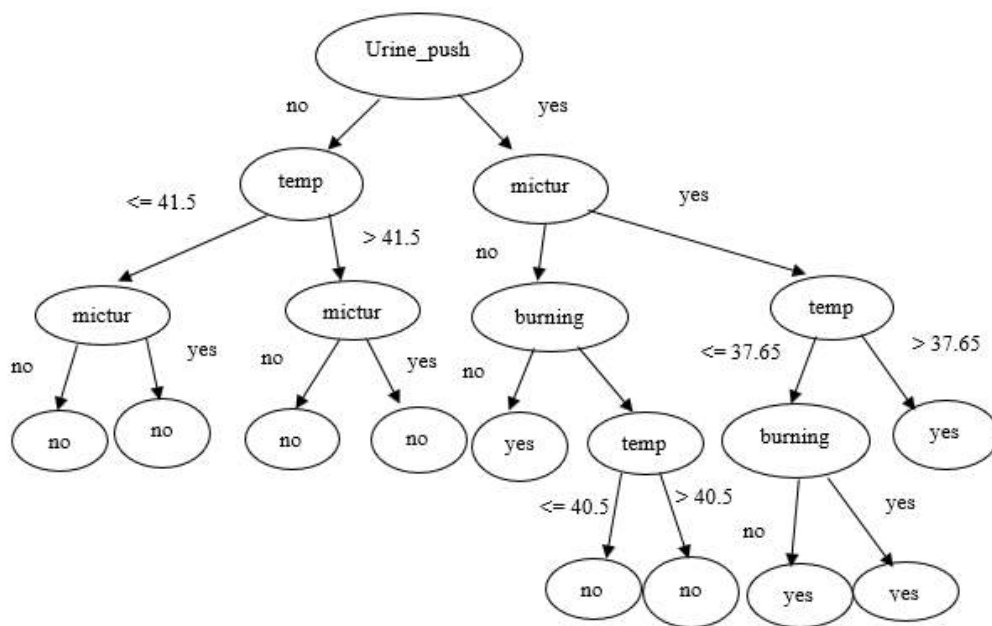 Urine_push
no
yes
temp
mictur
<= 41.5
> 41.5
yes
no
mictur
mictur
burning
temp
no
yes
no
yes
no
<= 37.65
> 37.65
no
no
no
no
yes
temp
burning
yes
<= 40.5
> 40.5
no
yes
no
no
yes
yes